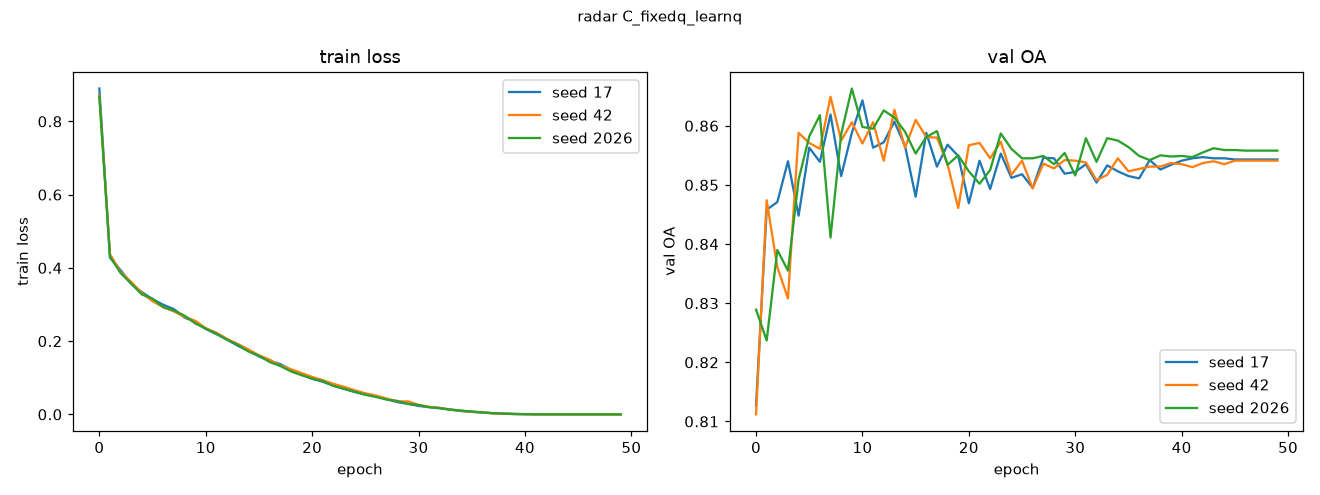 radar C_fixedq_learnq
train loss
val OA
seed 17
seed 42
seed 2026
train loss
0.8
0.6
0.4
0.2
0.0
0 10 20 30 40 50
epoch
val OA
0.86
0.85
0.84
0.83
0.82
0.81
seed 17
seed 42
seed 2026
0 10 20 30 40 50
epoch